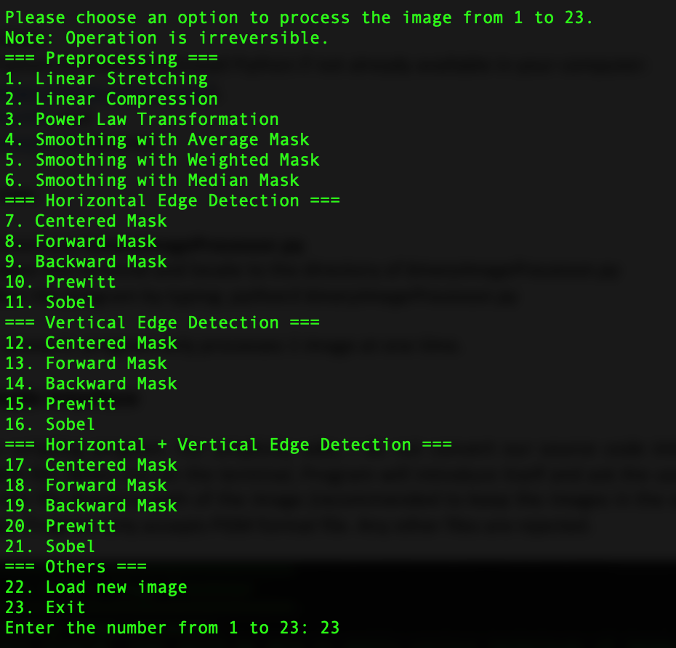 Please choose an option to process the image from 1 to 23.
Note: Operation is irreversible.
=== Preprocessing ===
1. Linear Stretching
2. Linear Compression
3. Power Law Transformation
4. Smoothing with Average Mask
5. Smoothing with Weighted Mask
6. Smoothing with Median Mask
=== Horizontal Edge Detection ===
7. Centered Mask
8. Forward Mask
9. Backward Mask
10. Prewitt
11. Sobel
=== Vertical Edge Detection ===
12. Centered Mask
13. Forward Mask
14. Backward Mask
15. Prewitt
16. Sobel
=== Horizontal + Vertical Edge Detection ===
17. Centered Mask
18. Forward Mask
19. Backward Mask
20. Prewitt
21. Sobel
=== Others ===
22. Load new image
23. Exit
Enter the number from 1 to 23: 23